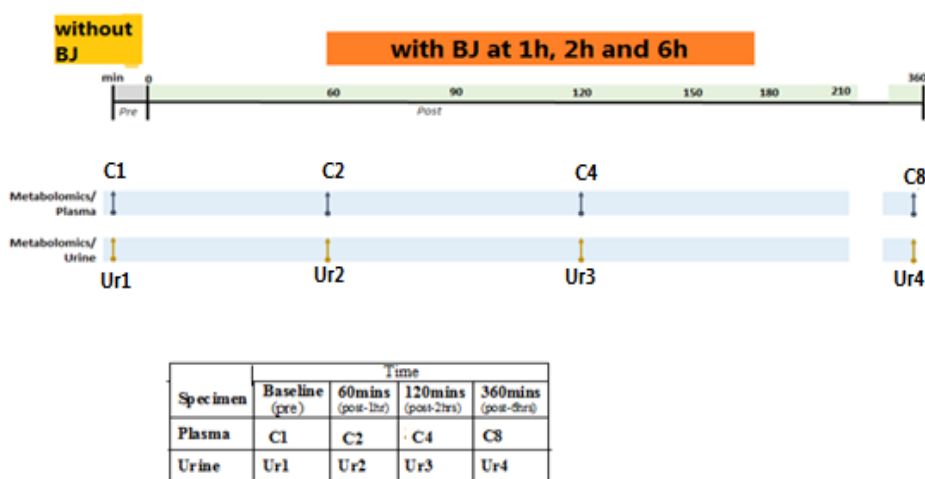 without
BJ
with BJ at 1h, 2h and 6h
min 0 60 90 120 150 180 210 360
Pre Post
C1 C2 C4 C8
Metabolomics/
Plasma
Metabolomics/
Urine
Ur1 Ur2 Ur3 Ur4
Time
Specimen Baseline 60mins 120mins 360mins
(pre) (post-1hr) (post-2hrs) (post-6hrs)
Plasma C1 C2 C4 C8
Urine Ur1 Ur2 Ur3 Ur4